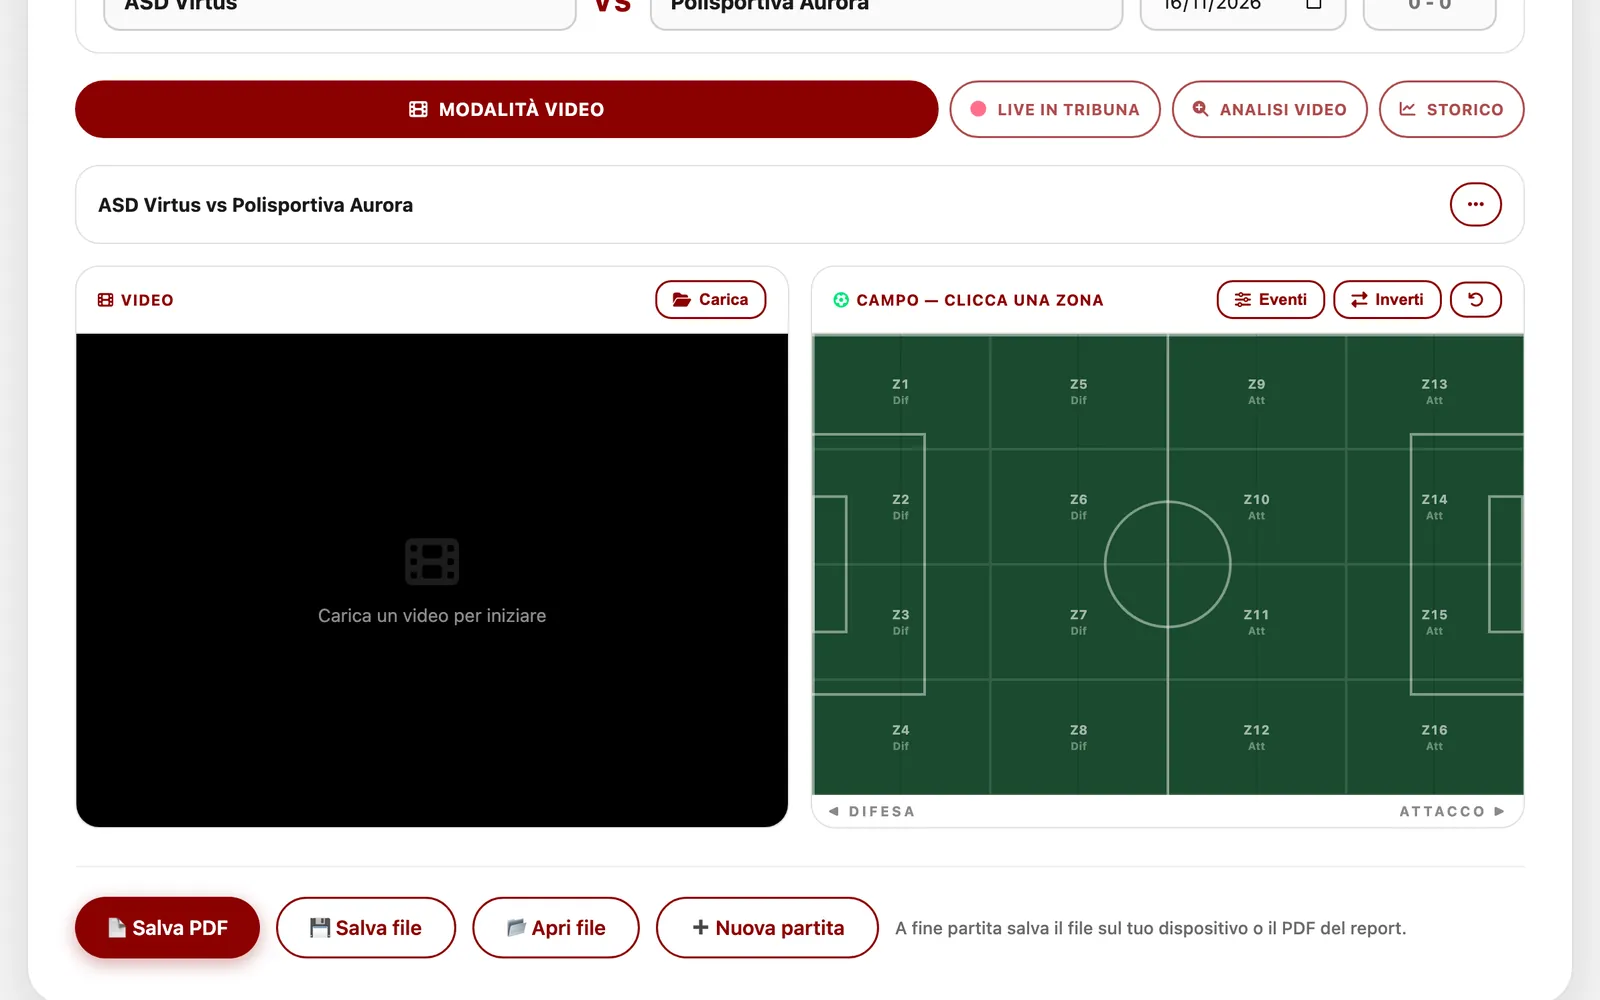 ASD Virtus VS Polisportiva Aurora 16/11/2026 0 - 0
MODALITÀ VIDEO LIVE IN TRIBUNA ANALISI VIDEO STORICO
ASD Virtus vs Polisportiva Aurora
VIDEO Carica
Carica un video per iniziare
CAMPO — CLICCA UNA ZONA Eventi Inverti
Z1 Z5 Z9 Z13
Dif Dif Att Att
Z2 Z6 Z10 Z14
Dif Dif Att Att
Z3 Z7 Z11 Z15
Dif Dif Att Att
Z4 Z8 Z12 Z16
Dif Dif Att Att
◄ DIFESA ATTACCO ►
Salva PDF Salva file Apri file + Nuova partita A fine partita salva il file sul tuo dispositivo o il PDF del report.